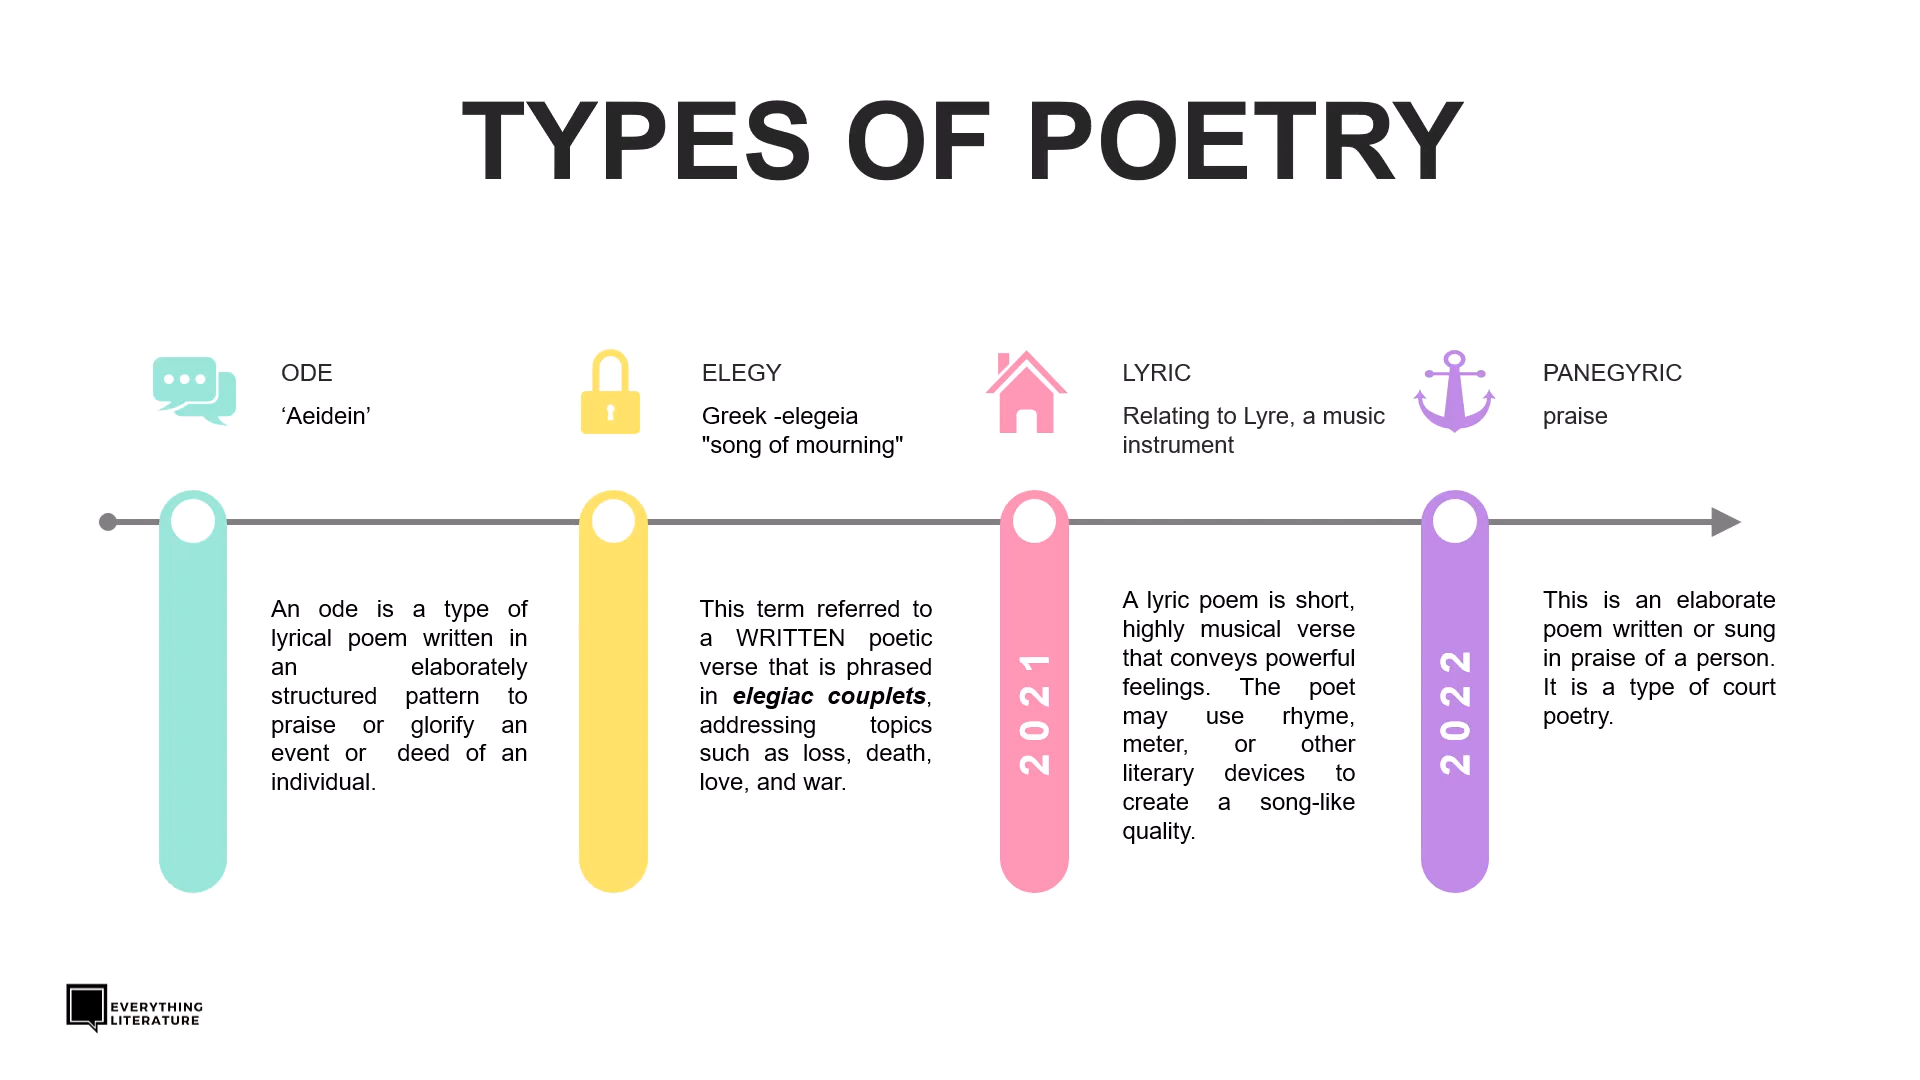 TYPES OF POETRY
ODE
‘Aeidein’
An ode is a type of
lyrical poem written in
an elaborately
structured pattern to
praise or glorify an
event or deed of an
individual.
ELEGY
Greek -elegeia
"song of mourning"
This term referred to
a WRITTEN poetic
verse that is phrased
in elegiac couplets,
addressing topics
such as loss, death,
love, and war.
LYRIC
Relating to Lyre, a music
instrument
2021
A lyric poem is short,
highly musical verse
that conveys powerful
feelings. The poet
may use rhyme,
meter, or other
literary devices to
create a song-like
quality.
PANEGYRIC
praise
2022
This is an elaborate
poem written or sung
in praise of a person.
It is a type of court
poetry.
EVERYTHING
LITERATURE